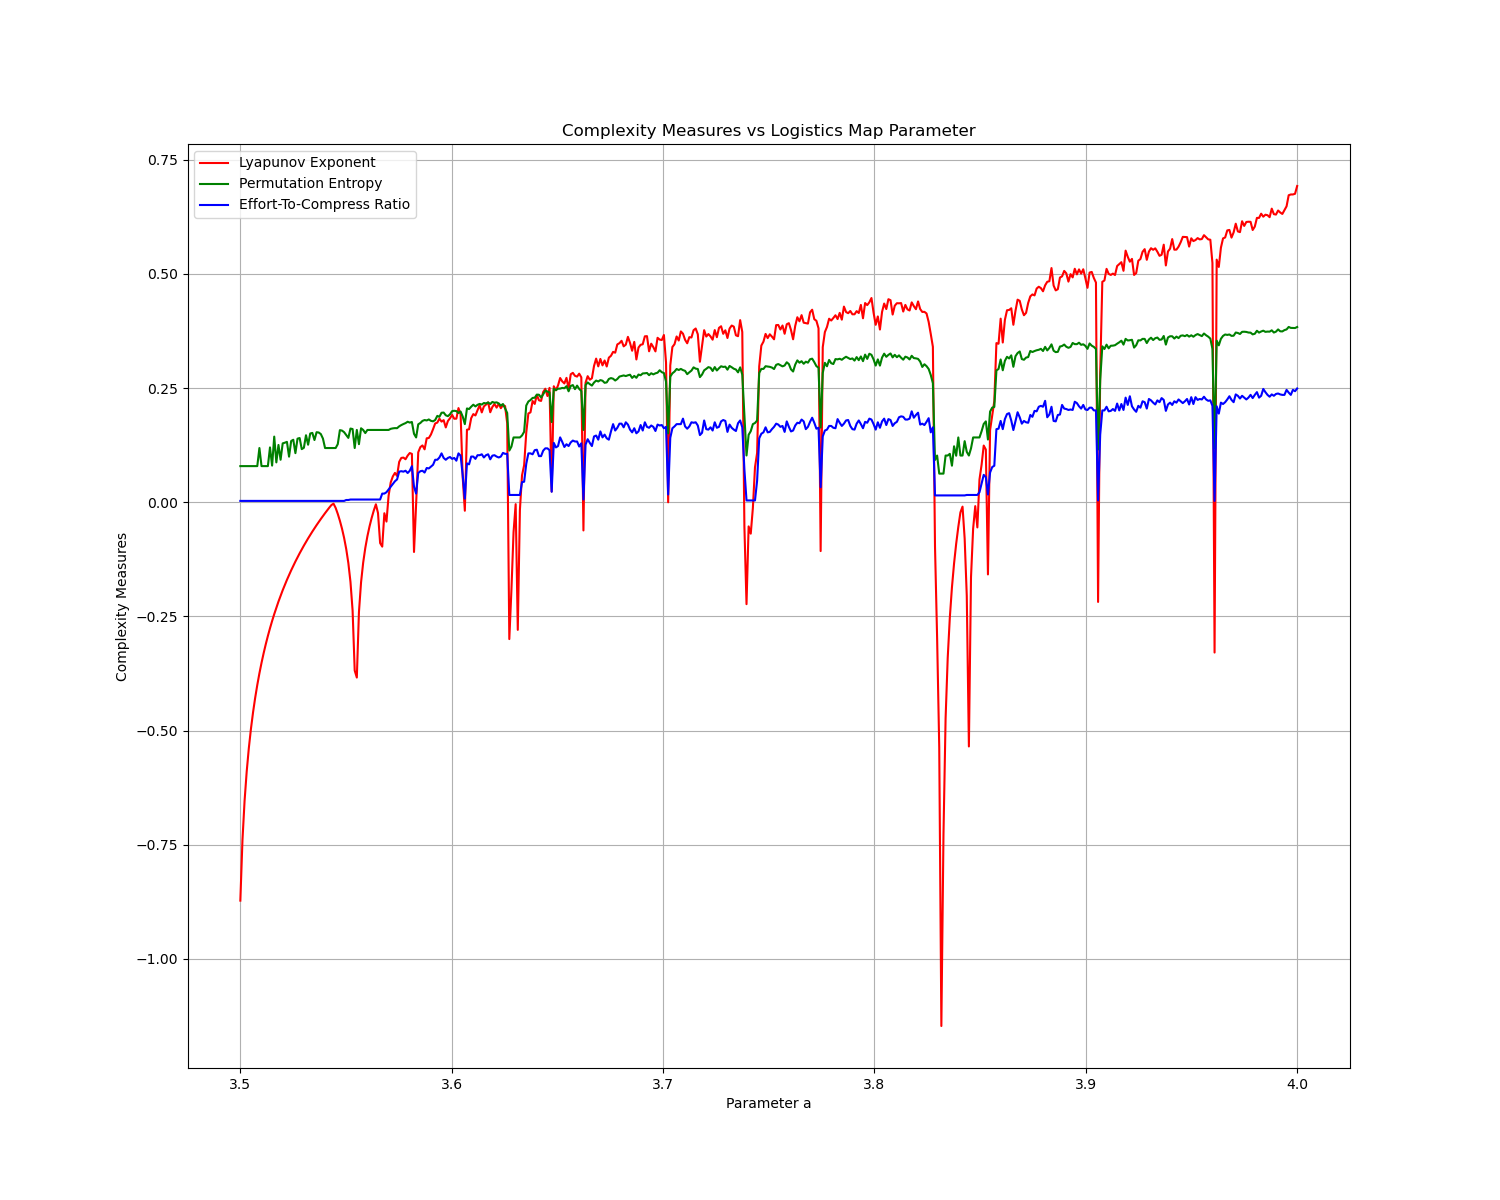 Complexity Measures vs Logistics Map Parameter
Lyapunov Exponent
Permutation Entropy
Effort-To-Compress Ratio
0.75
0.50
0.25
0.00
−0.25
−0.50
−0.75
−1.00
Complexity Measures
3.5 3.6 3.7 3.8 3.9 4.0
Parameter a